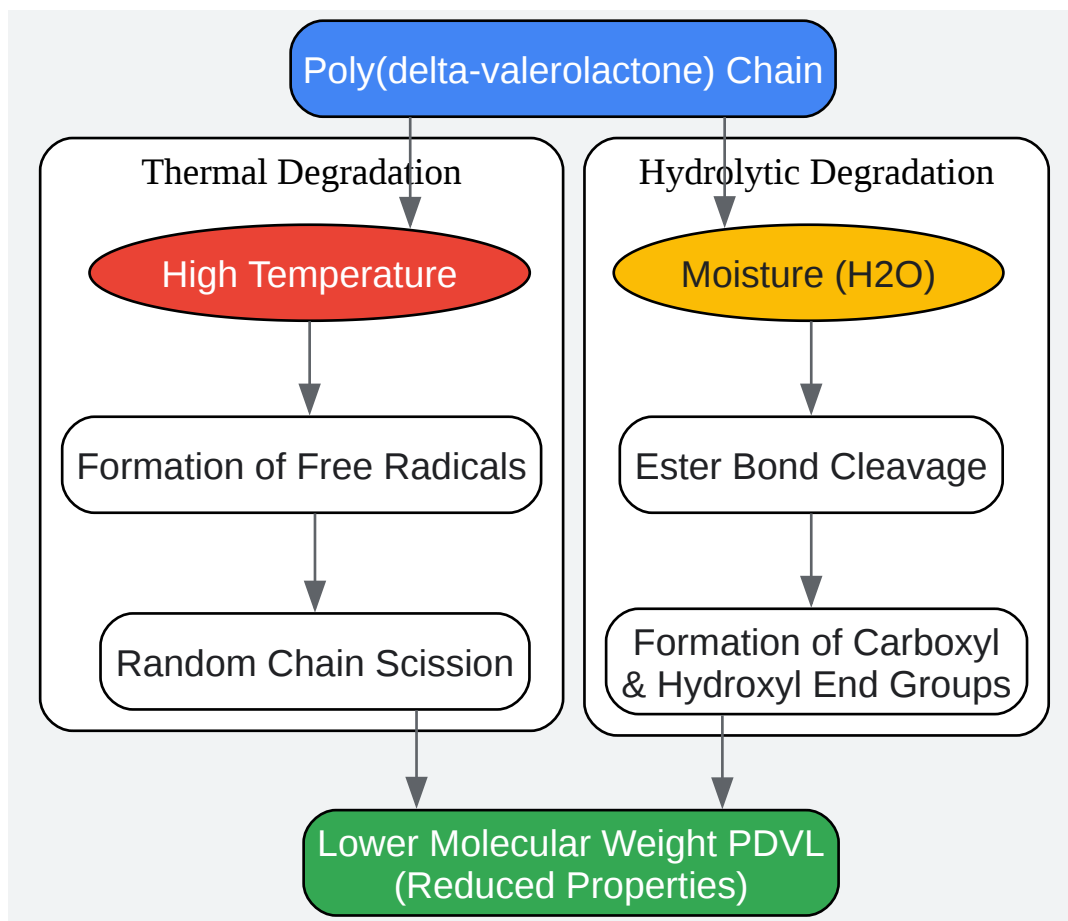 Poly(delta-valerolactone) Chain
Thermal Degradation
High Temperature
Formation of Free Radicals
Random Chain Scission
Hydrolytic Degradation
Moisture (H2O)
Ester Bond Cleavage
Formation of Carboxyl
& Hydroxyl End Groups
Lower Molecular Weight PDVL
(Reduced Properties)